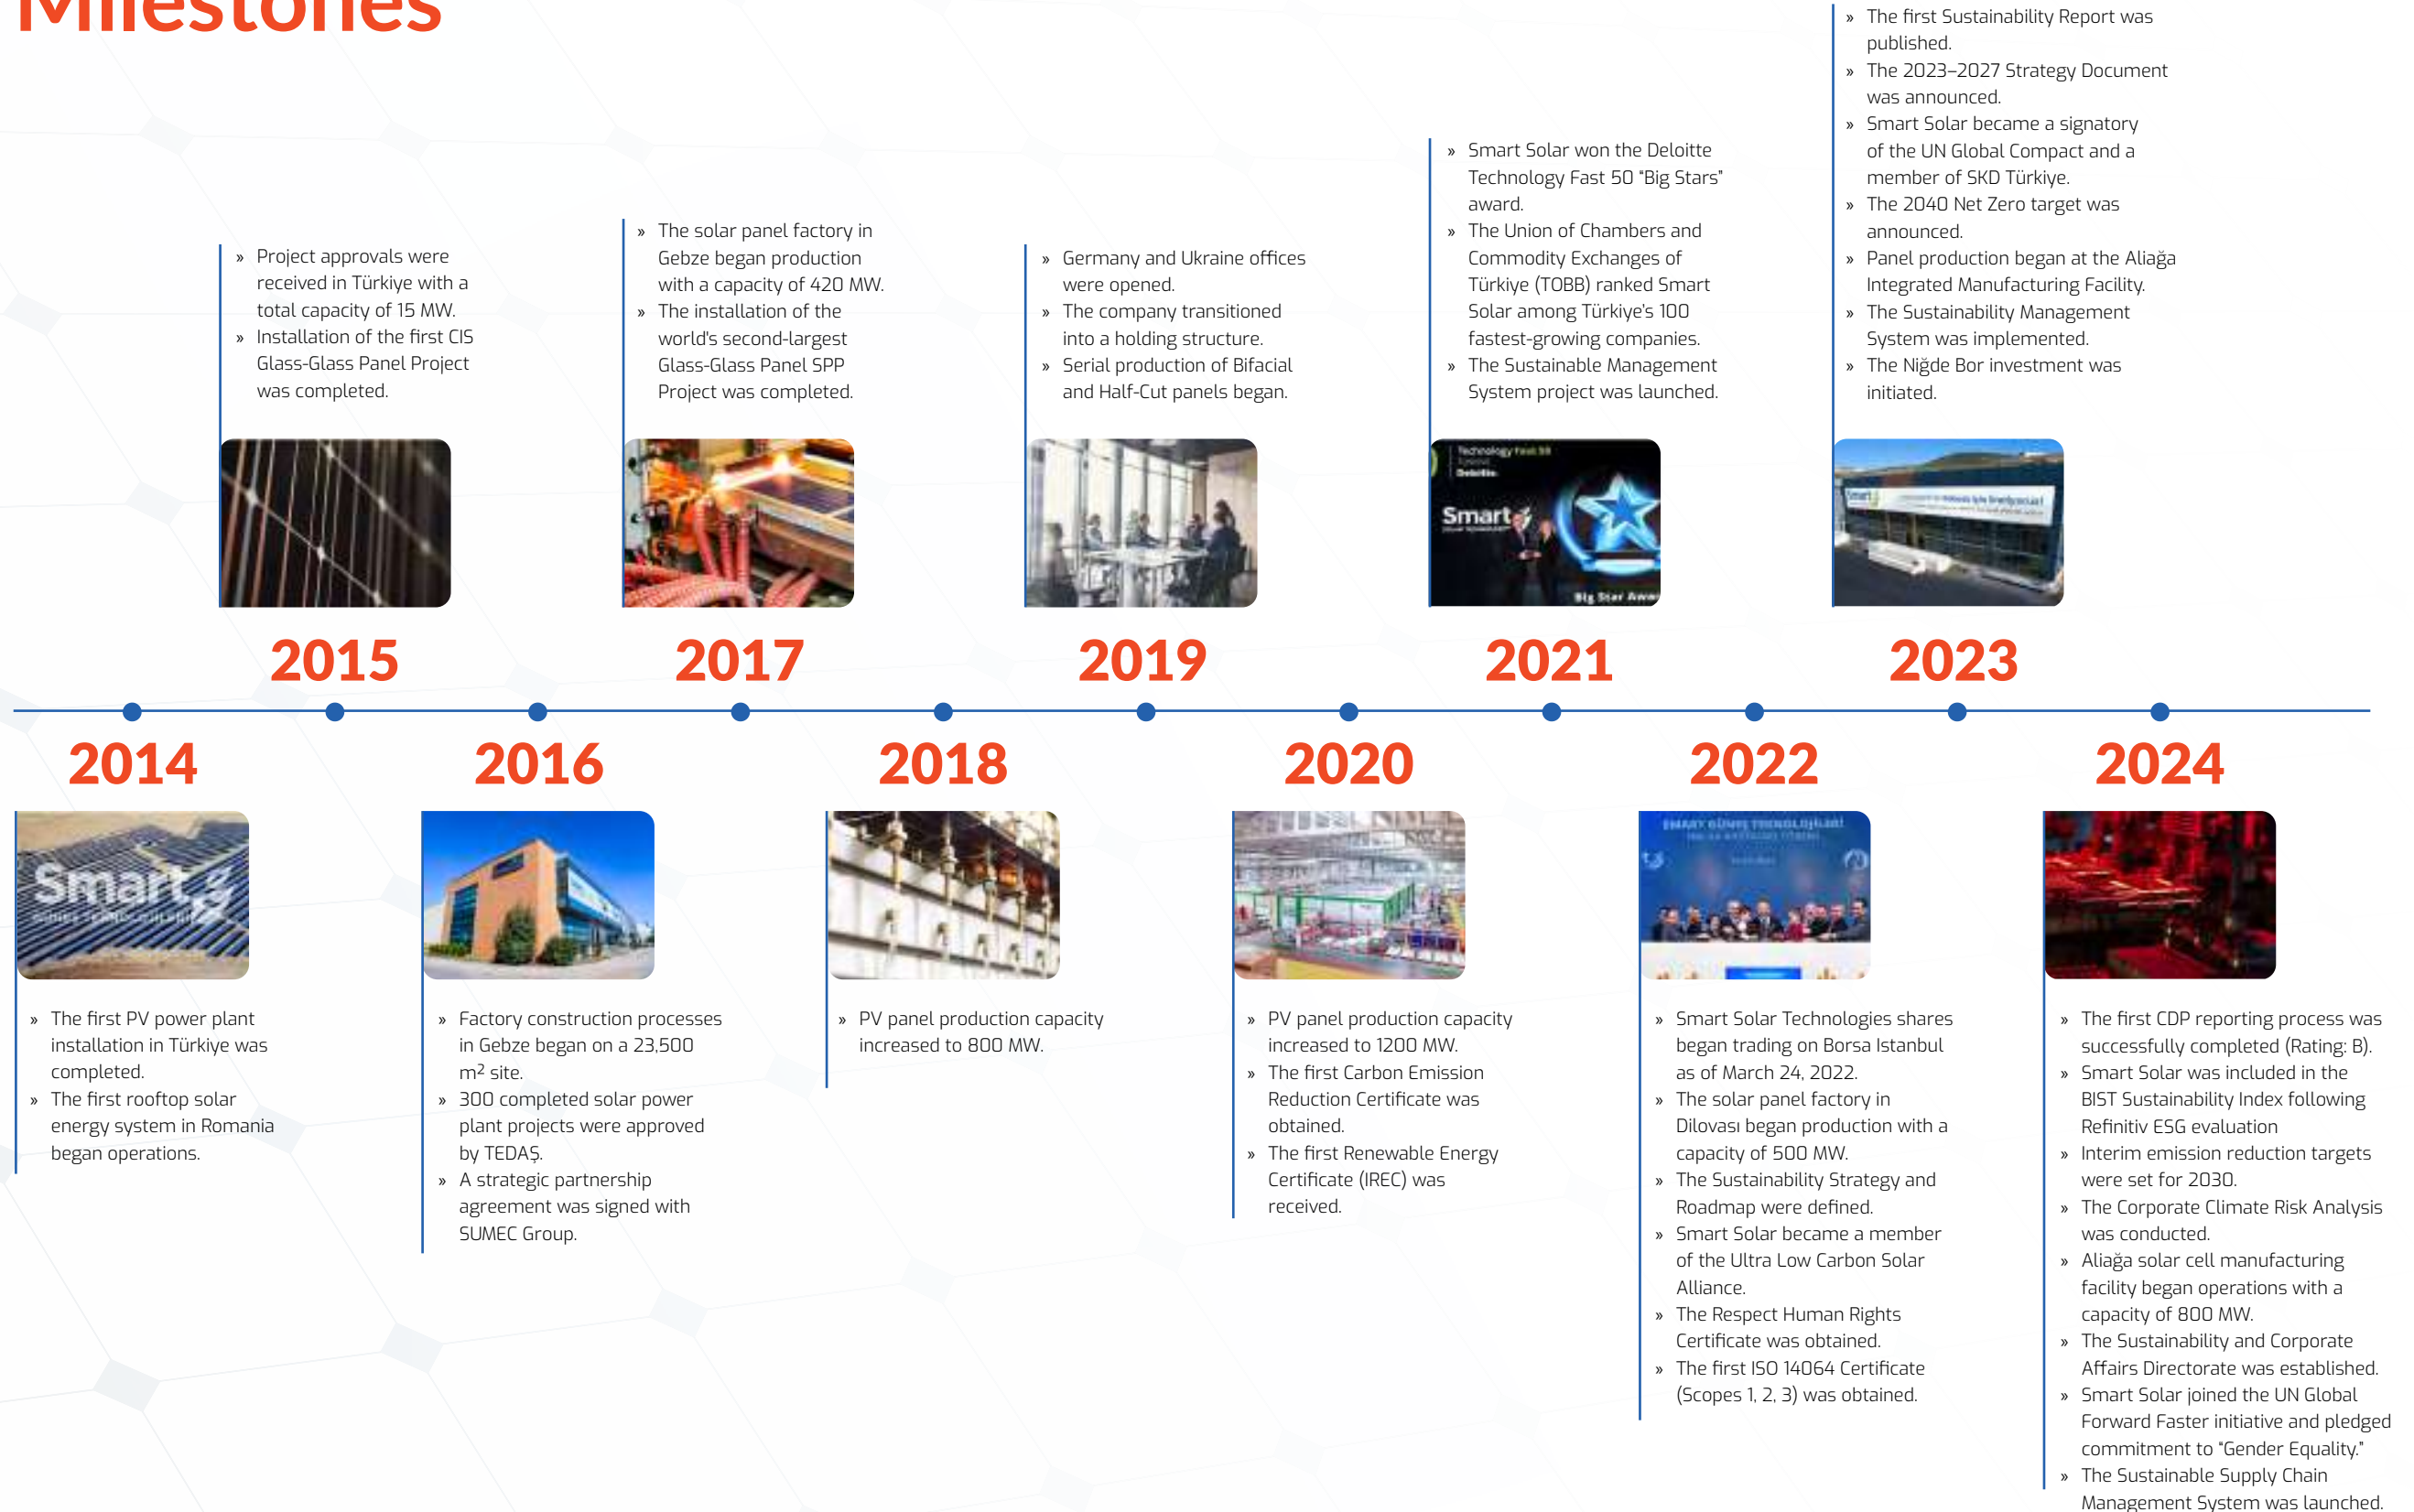 Milestones
» Project approvals were
received in Türkiye with a
total capacity of 15 MW.
» Installation of the first CIS
Glass-Glass Panel Project
was completed.
» The solar panel factory in
Gebze began production
with a capacity of 420 MW.
» The installation of the
world's second-largest
Glass-Glass Panel SPP
Project was completed.
» Germany and Ukraine offices
were opened.
» The company transitioned
into a holding structure.
» Serial production of Bifacial
and Half-Cut panels began.
» Smart Solar won the Deloitte
Technology Fast 50 “Big Stars”
award.
» The Union of Chambers and
Commodity Exchanges of
Türkiye (TOBB) ranked Smart
Solar among Türkiye's 100
fastest-growing companies.
» The Sustainable Management
System project was launched.
» The first Sustainability Report was
published.
» The 2023–2027 Strategy Document
was announced.
» Smart Solar became a signatory
of the UN Global Compact and a
member of SKD Türkiye.
» The 2040 Net Zero target was
announced.
» Panel production began at the Aliağa
Integrated Manufacturing Facility.
» The Sustainability Management
System was implemented.
» The Niğde Bor investment was
initiated.
Technology Fast 50
Deloitte.
Smart
Big Star Awa
Smart
2015
2017
2019
2021
2023
2014
2016
2018
2020
2022
2024
Smart
SMART GÜNEŞ TEKNOLOJİLERİ
» The first PV power plant
installation in Türkiye was
completed.
» The first rooftop solar
energy system in Romania
began operations.
» Factory construction processes
in Gebze began on a 23,500
m² site.
» 300 completed solar power
plant projects were approved
by TEDAŞ.
» A strategic partnership
agreement was signed with
SUMEC Group.
» PV panel production capacity
increased to 800 MW.
» PV panel production capacity
increased to 1200 MW.
» The first Carbon Emission
Reduction Certificate was
obtained.
» The first Renewable Energy
Certificate (IREC) was
received.
» Smart Solar Technologies shares
began trading on Borsa Istanbul
as of March 24, 2022.
» The solar panel factory in
Dilovası began production with a
capacity of 500 MW.
» The Sustainability Strategy and
Roadmap were defined.
» Smart Solar became a member
of the Ultra Low Carbon Solar
Alliance.
» The Respect Human Rights
Certificate was obtained.
» The first ISO 14064 Certificate
(Scopes 1, 2, 3) was obtained.
» The first CDP reporting process was
successfully completed (Rating: B).
» Smart Solar was included in the
BIST Sustainability Index following
Refinitiv ESG evaluation
» Interim emission reduction targets
were set for 2030.
» The Corporate Climate Risk Analysis
was conducted.
» Aliağa solar cell manufacturing
facility began operations with a
capacity of 800 MW.
» The Sustainability and Corporate
Affairs Directorate was established.
» Smart Solar joined the UN Global
Forward Faster initiative and pledged
commitment to “Gender Equality.”
» The Sustainable Supply Chain
Management System was launched.